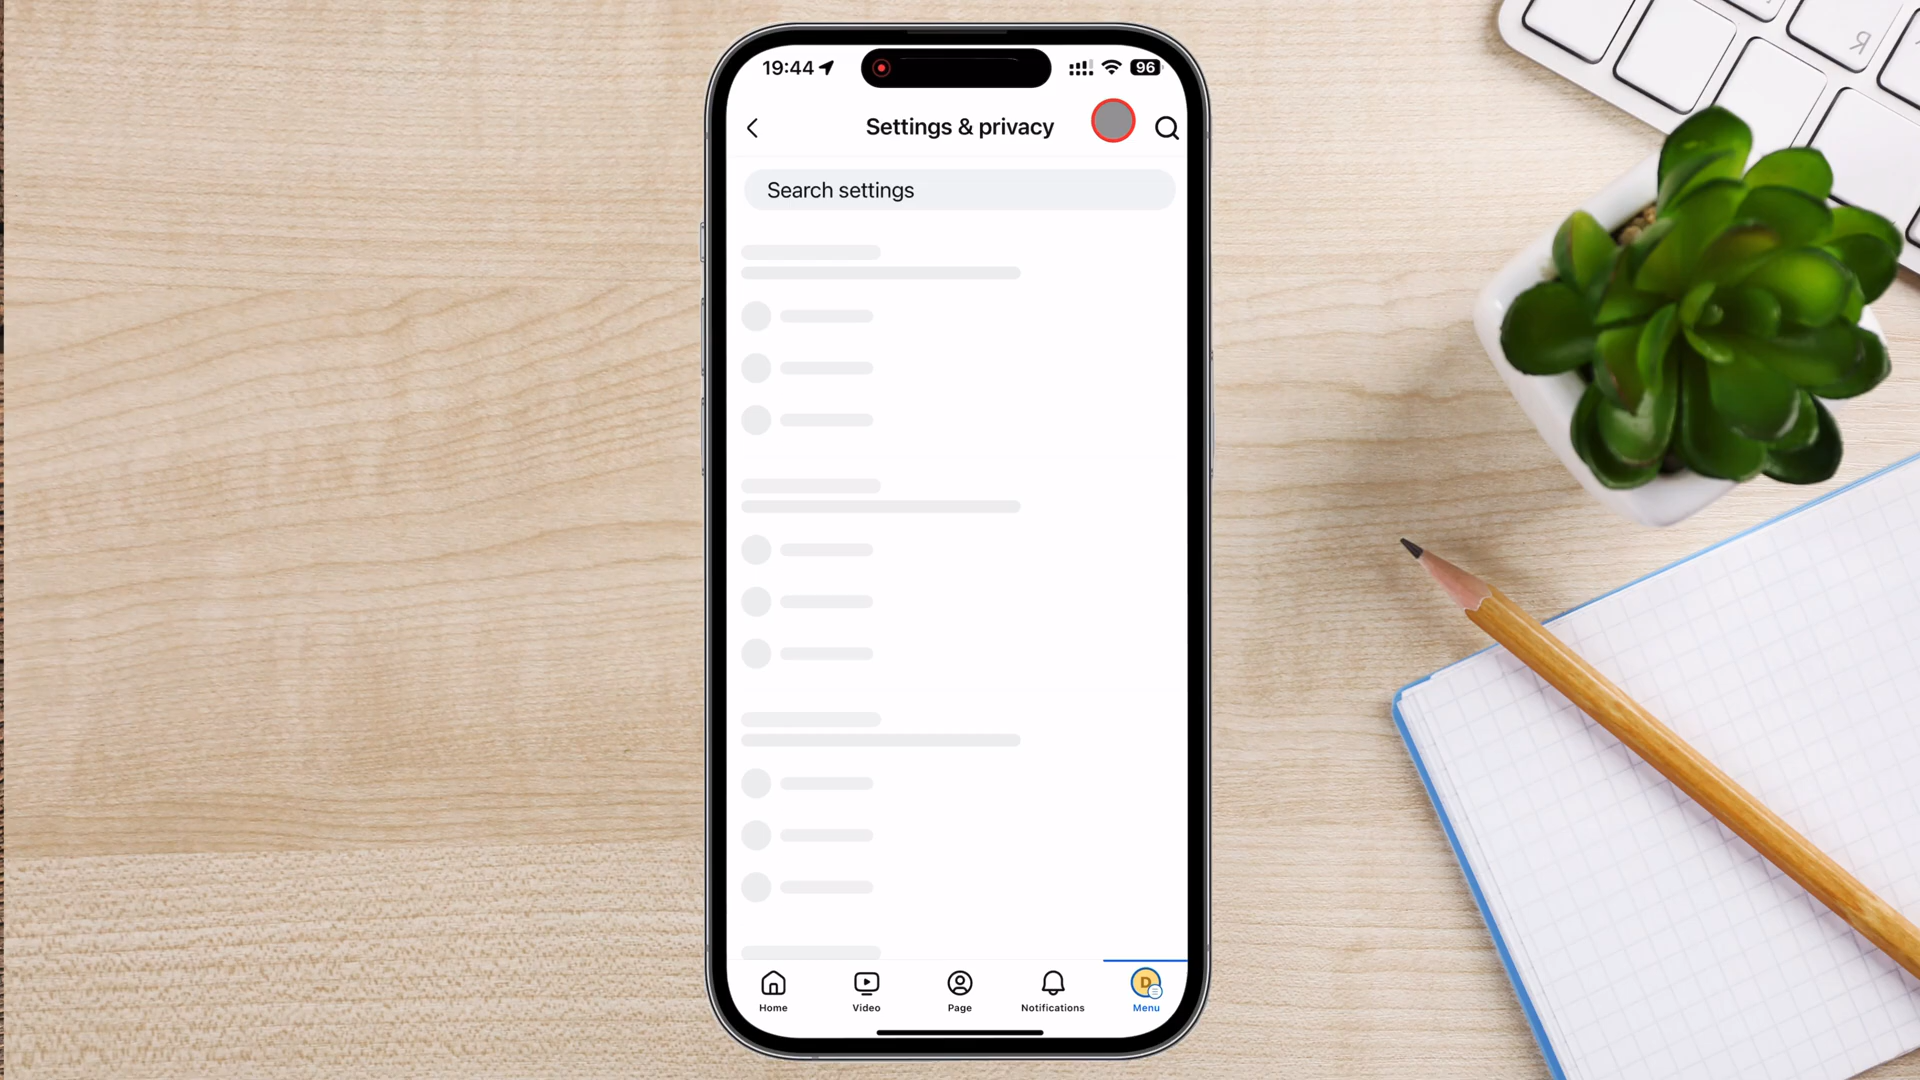 19:44
96
Settings & privacy
Search settings
D
Home
Video
Page
Notifications
Menu
R